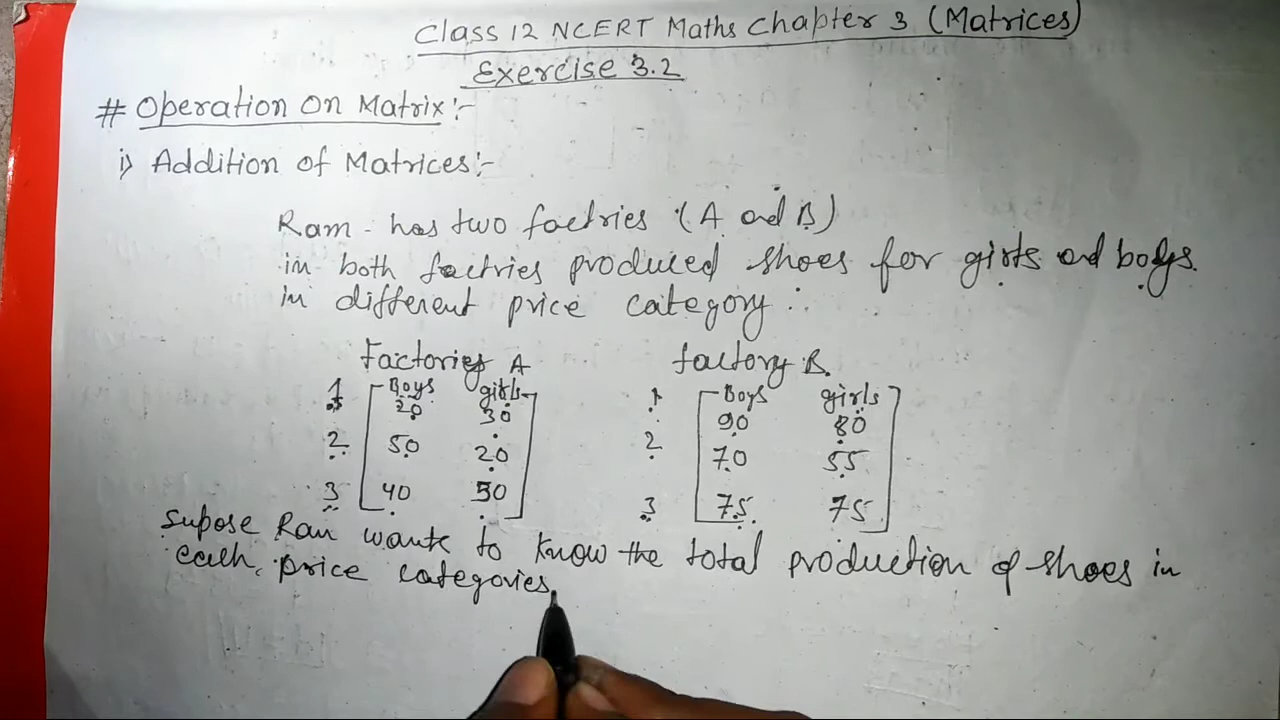 Class 12 NCERT Maths Chapter 3 (Matrices)
Exercise 3.2
# Operation On Matrix:-
i) Addition of Matrices:-
Ram has two factries (A and B)
in both factries produced shoes for girls and boys.
in different price category :
Factories A factory B.
Boys girls Boys girls
1 20 30 1 90 80
2 50 20 2 70 55
3 40 50 3 75 75
supose Ram wants to know the total production of shoes in
each price categories